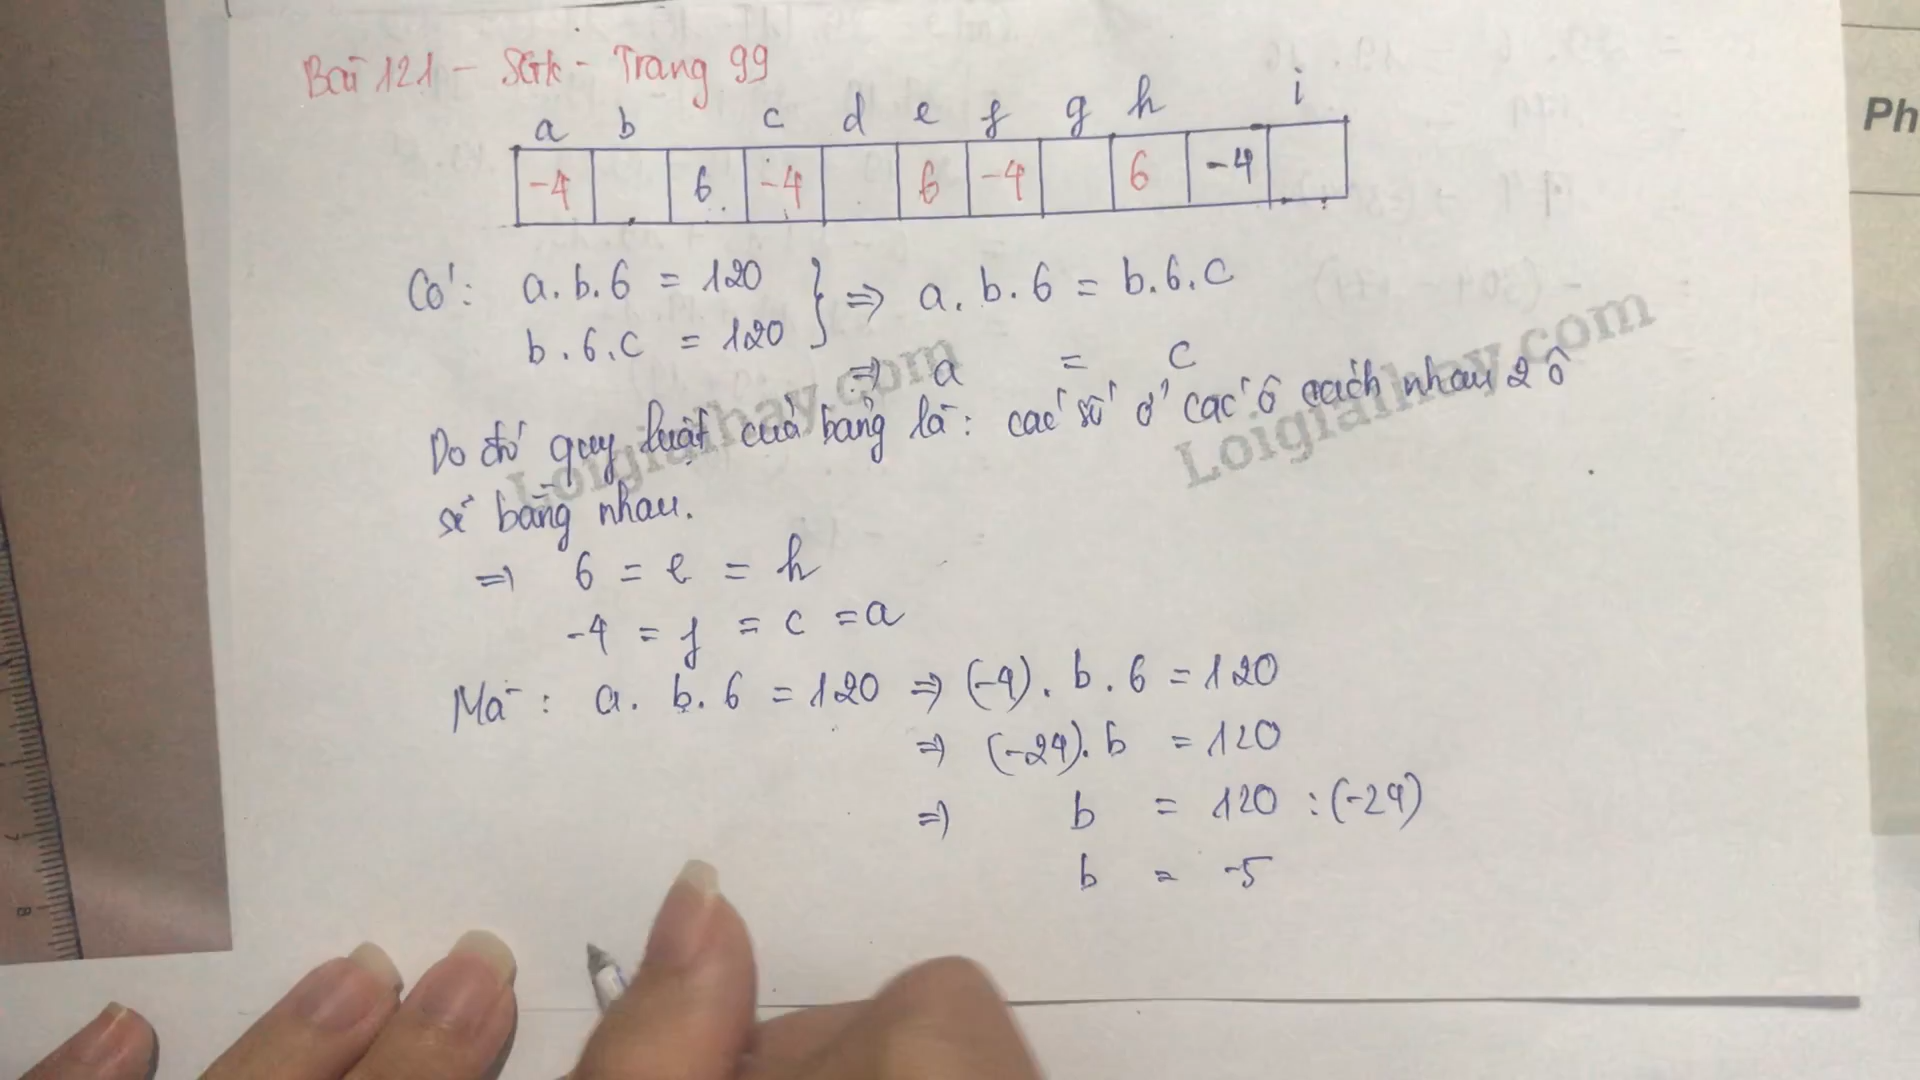 Bài 121 - SGK - Trang 99
a b c d e f g h i
-4 6 -4 6 -4 6 -4
Có: a.b.6 = 120 } => a.b.6 = b.6.c
b.6.c = 120
=> a = c
Do đó quy luật của bảng là: các số ở các ô cách nhau 2 ô
sẽ bằng nhau.
=> 6 = e = h
-4 = f = c = a
Mà: a.b.6 = 120 => (-4).b.6 = 120
=> (-24).b = 120
=> b = 120 : (-24)
b = -5
Loigiaihay.com
Loigiaihay.com
Ph
7
8